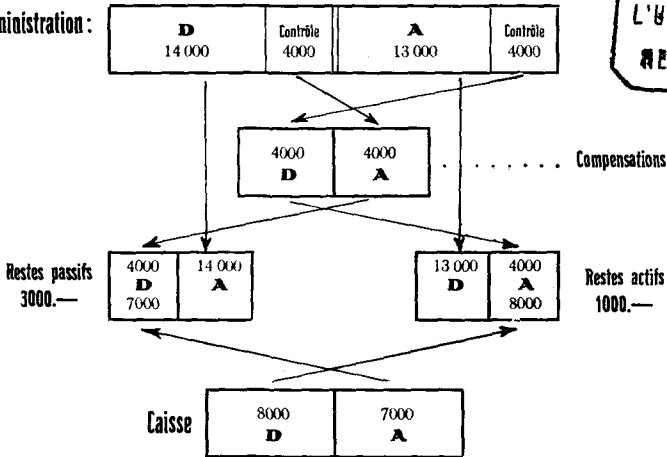 ministration:
D Contrôle A Contrôle
14 000 4000 13 000 4000
4000 4000
D A
. . . . . . . Compensations
Restes passifs
3000.—
4000 14 000
D A
7000
13 000 4000
D A
8000
Restes actifs
1000.—
Caisse
8000 7000
D A